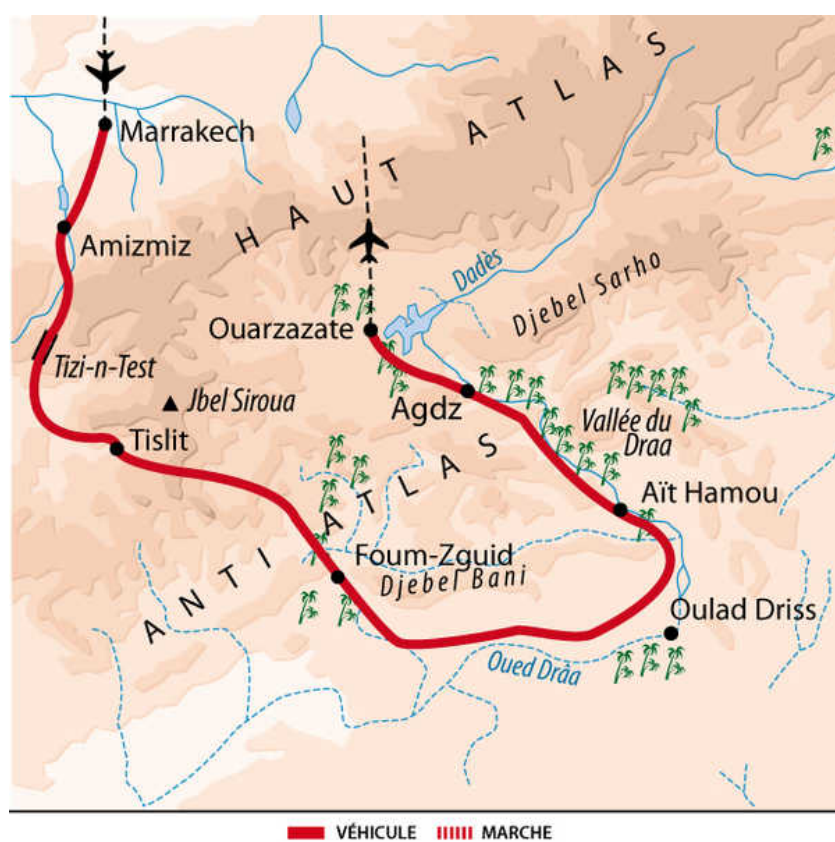 Marrakech
HAUT ATLAS
Amizmiz
Dadès
Djebel Sarho
Ouarzazate
Tizi-n-Test
Jbel Siroua
Agdz
Vallée du
Draa
Tislit
ANTI ATLAS
Aït Hamou
Foum-Zguid
Djebel Bani
Oulad Driss
Oued Drâa
VÉHICULE MARCHE